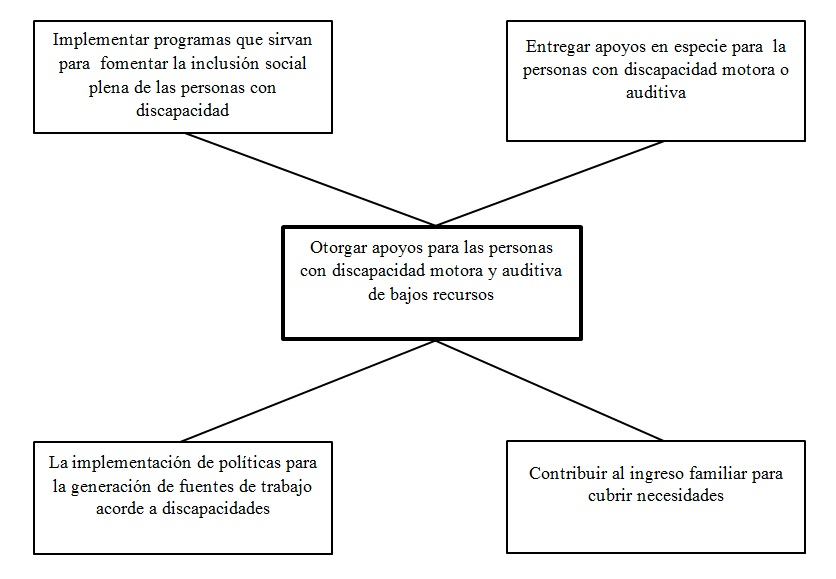 Implementar programas que sirvan
para fomentar la inclusión social
plena de las personas con
discapacidad
Entregar apoyos en especie para la
personas con discapacidad motora o
auditiva
Otorgar apoyos para las personas
con discapacidad motora y auditiva
de bajos recursos
La implementación de políticas para
la generación de fuentes de trabajo
acorde a discapacidades
Contribuir al ingreso familiar para
cubrir necesidades